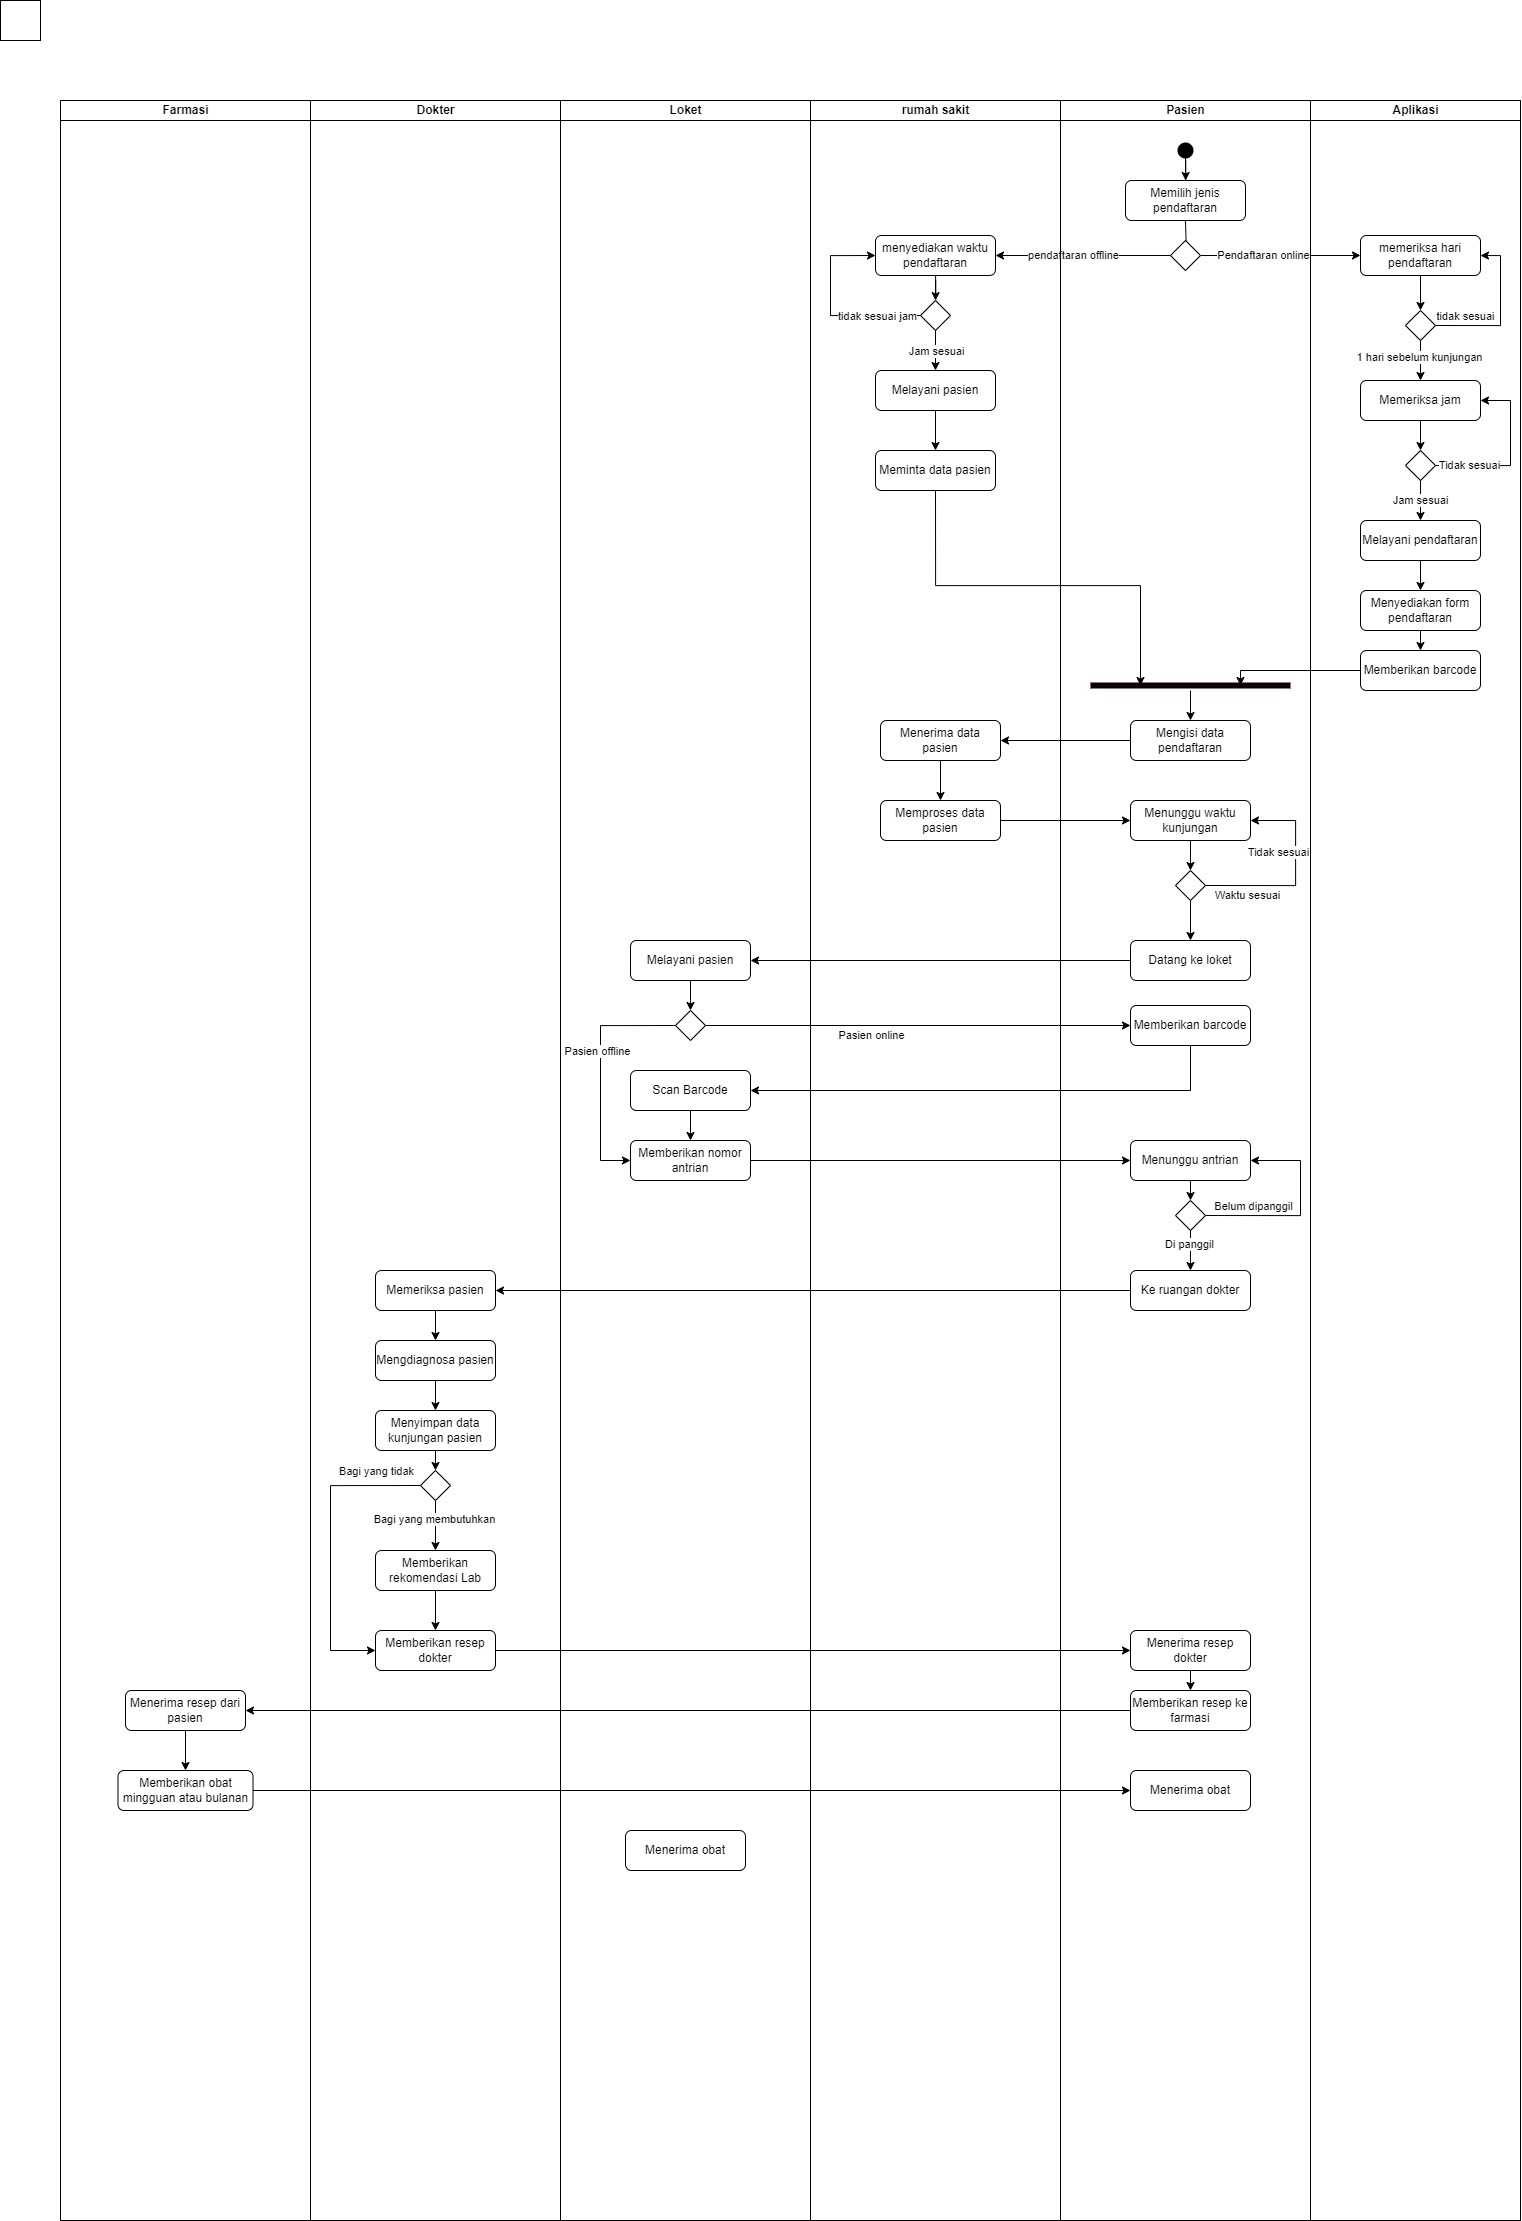 Farmasi
Dokter
Loket
rumah sakit
Pasien
Aplikasi
Memilih jenis
pendaftaran
menyediakan waktu
pendaftaran
pendaftaran offline
Pendaftaran online
memeriksa hari
pendaftaran
tidak sesuai jam
tidak sesuai
Jam sesuai
1 hari sebelum kunjungan
Melayani pasien
Memeriksa jam
Meminta data pasien
Tidak sesuai
Jam sesuai
Melayani pendaftaran
Menyediakan form
pendaftaran
Memberikan barcode
Menerima data
pasien
Mengisi data
pendaftaran
Memproses data
pasien
Menunggu waktu
kunjungan
Tidak sesuai
Waktu sesuai
Melayani pasien
Datang ke loket
Memberikan barcode
Pasien online
Pasien offline
Scan Barcode
Memberikan nomor
antrian
Menunggu antrian
Belum dipanggil
Di panggil
Memeriksa pasien
Ke ruangan dokter
Mengdiagnosa pasien
Menyimpan data
kunjungan pasien
Bagi yang tidak
Bagi yang membutuhkan
Memberikan
rekomendasi Lab
Memberikan resep
dokter
Menerima resep
dokter
Menerima resep dari
pasien
Memberikan resep ke
farmasi
Memberikan obat
mingguan atau bulanan
Menerima obat
Menerima obat